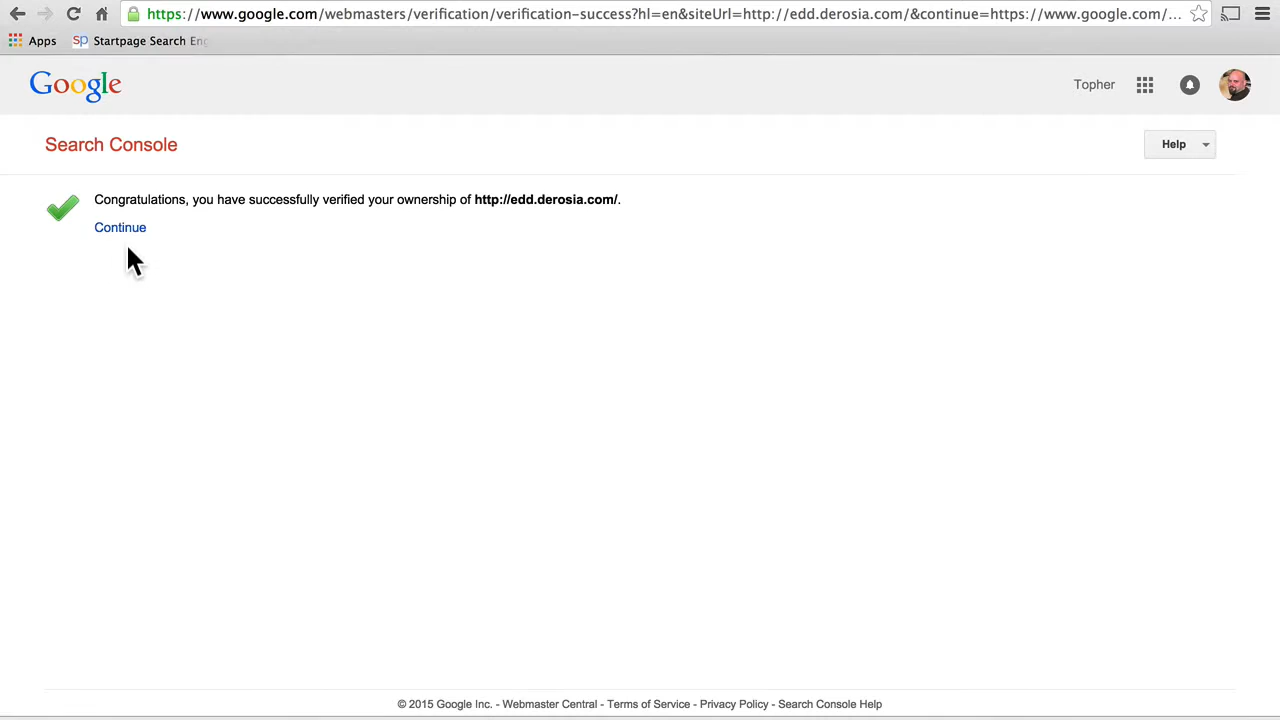 https://www.google.com/webmasters/verification/verification-success?hl=en&siteUrl=http://edd.derosia.com/&continue=https://www.google.com/...
Apps
Startpage Search Eng
Google
Topher
Search Console
Help
Congratulations, you have successfully verified your ownership of http://edd.derosia.com/.
Continue
© 2015 Google Inc. - Webmaster Central - Terms of Service - Privacy Policy - Search Console Help